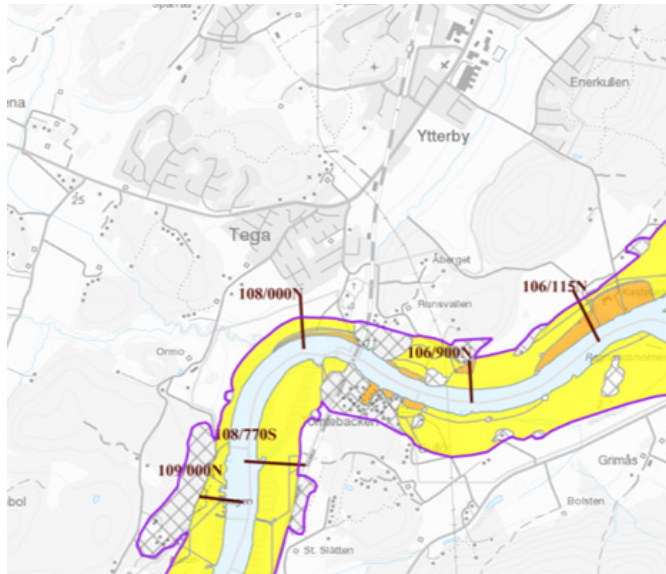 Enerkullen
Ytterby
25
Tega
Åberget
108/000N
106/115N
Ronsvallen
106/900N
Ormo
Tomtebacken
108/770S
109/000N
Grimås
Bolsten
St. Slätten